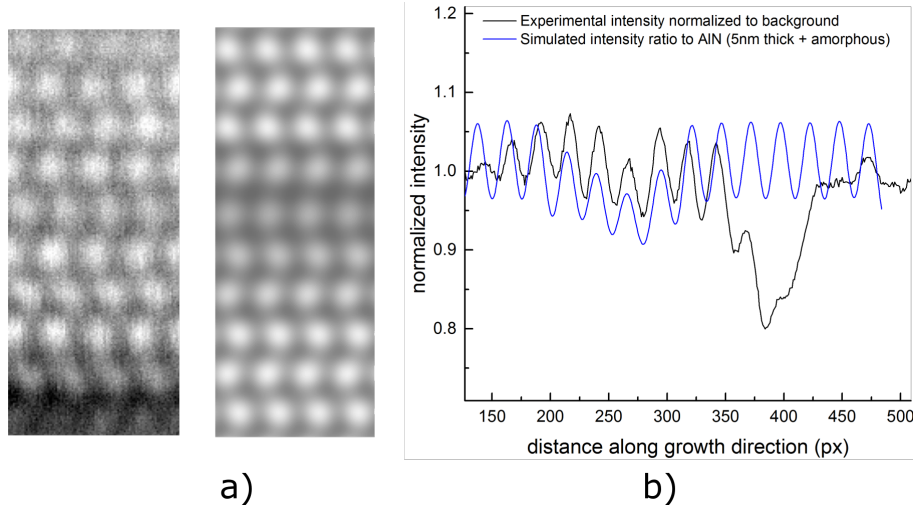 Experimental intensity normalized to background
Simulated intensity ratio to AlN (5nm thick + amorphous)
normalized intensity
1.2
1.1
1.0
0.9
0.8
150 200 250 300 350 400 450 500
distance along growth direction (px)
a) b)